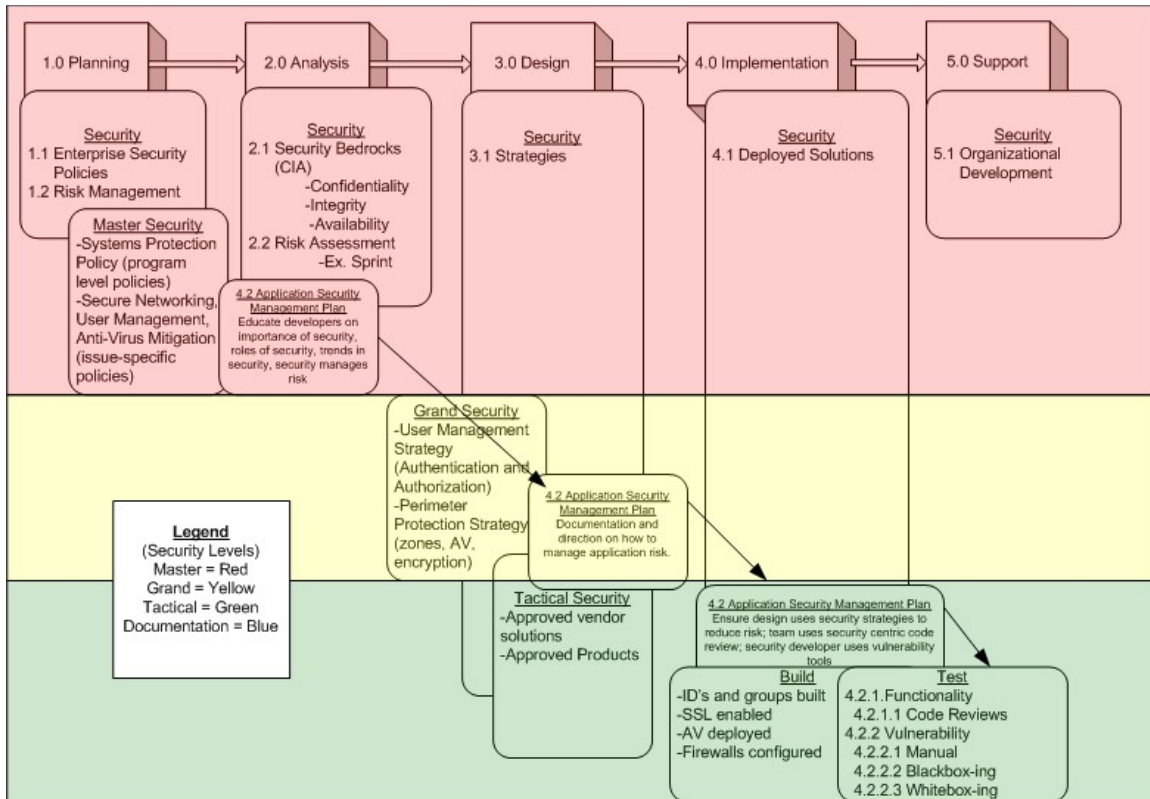 1.0 Planning
2.0 Analysis
3.0 Design
4.0 Implementation
5.0 Support
Security
1.1 Enterprise Security
Policies
1.2 Risk Management
Master Security
-Systems Protection
Policy (program
level policies)
-Secure Networking,
User Management,
Anti-Virus Mitigation
(issue-specific
policies)
Security
2.1 Security Bedrocks
(CIA)
-Confidentiality
-Integrity
-Availability
2.2 Risk Assessment
-Ex. Sprint
4.2 Application Security
Management Plan
Educate developers on
importance of security,
roles of security, trends in
security, security manages
risk
Security
3.1 Strategies
Security
4.1 Deployed Solutions
Security
5.1 Organizational
Development
Grand Security
-User Management
Strategy
(Authentication and
Authorization)
-Perimeter
Protection Strategy
(zones, AV,
encryption)
4.2 Application Security
Management Plan
Documentation and
direction on how to
manage application risk.
Legend
(Security Levels)
Master = Red
Grand = Yellow
Tactical = Green
Documentation = Blue
Tactical Security
-Approved vendor
solutions
-Approved Products
4.2 Application Security Management Plan
Ensure design uses security strategies to
reduce risk; team uses security centric code
review; security developer uses vulnerability
tools
Build
-ID's and groups built
-SSL enabled
-AV deployed
-Firewalls configured
Test
4.2.1.Functionality
4.2.1.1 Code Reviews
4.2.2 Vulnerability
4.2.2.1 Manual
4.2.2.2 Blackbox-ing
4.2.2.3 Whitebox-ing